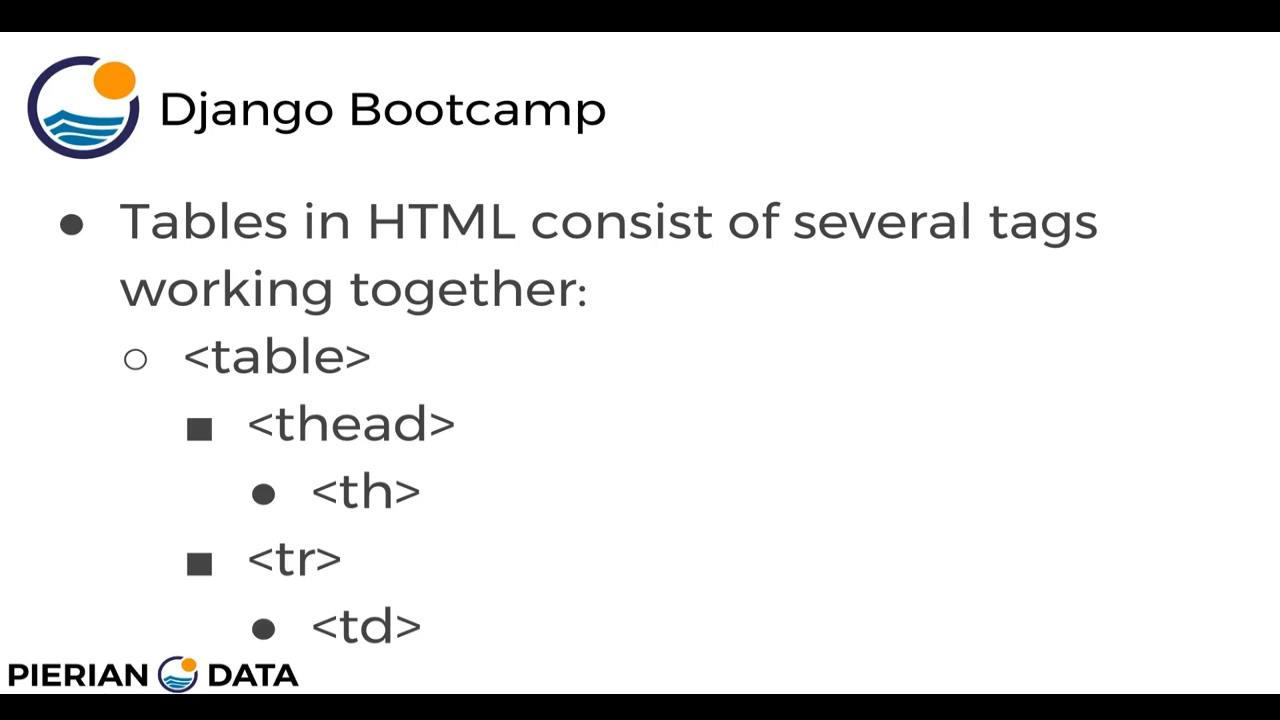 Django Bootcamp
● Tables in HTML consist of several tags
working together:
○ <table>
■ <thead>
● <th>
■ <tr>
● <td>
PIERIAN DATA